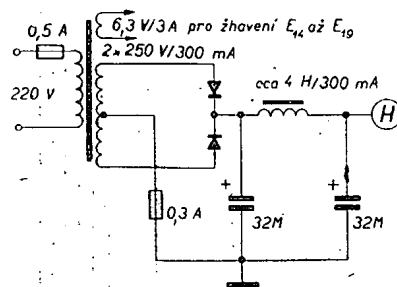 6,3 V/3 A pro žhavení E14 až E19
0,5 A
2 × 250 V/300 mA
cca 4 H/300 mA
220 V
H
0,3 A
+
32M
+
32M